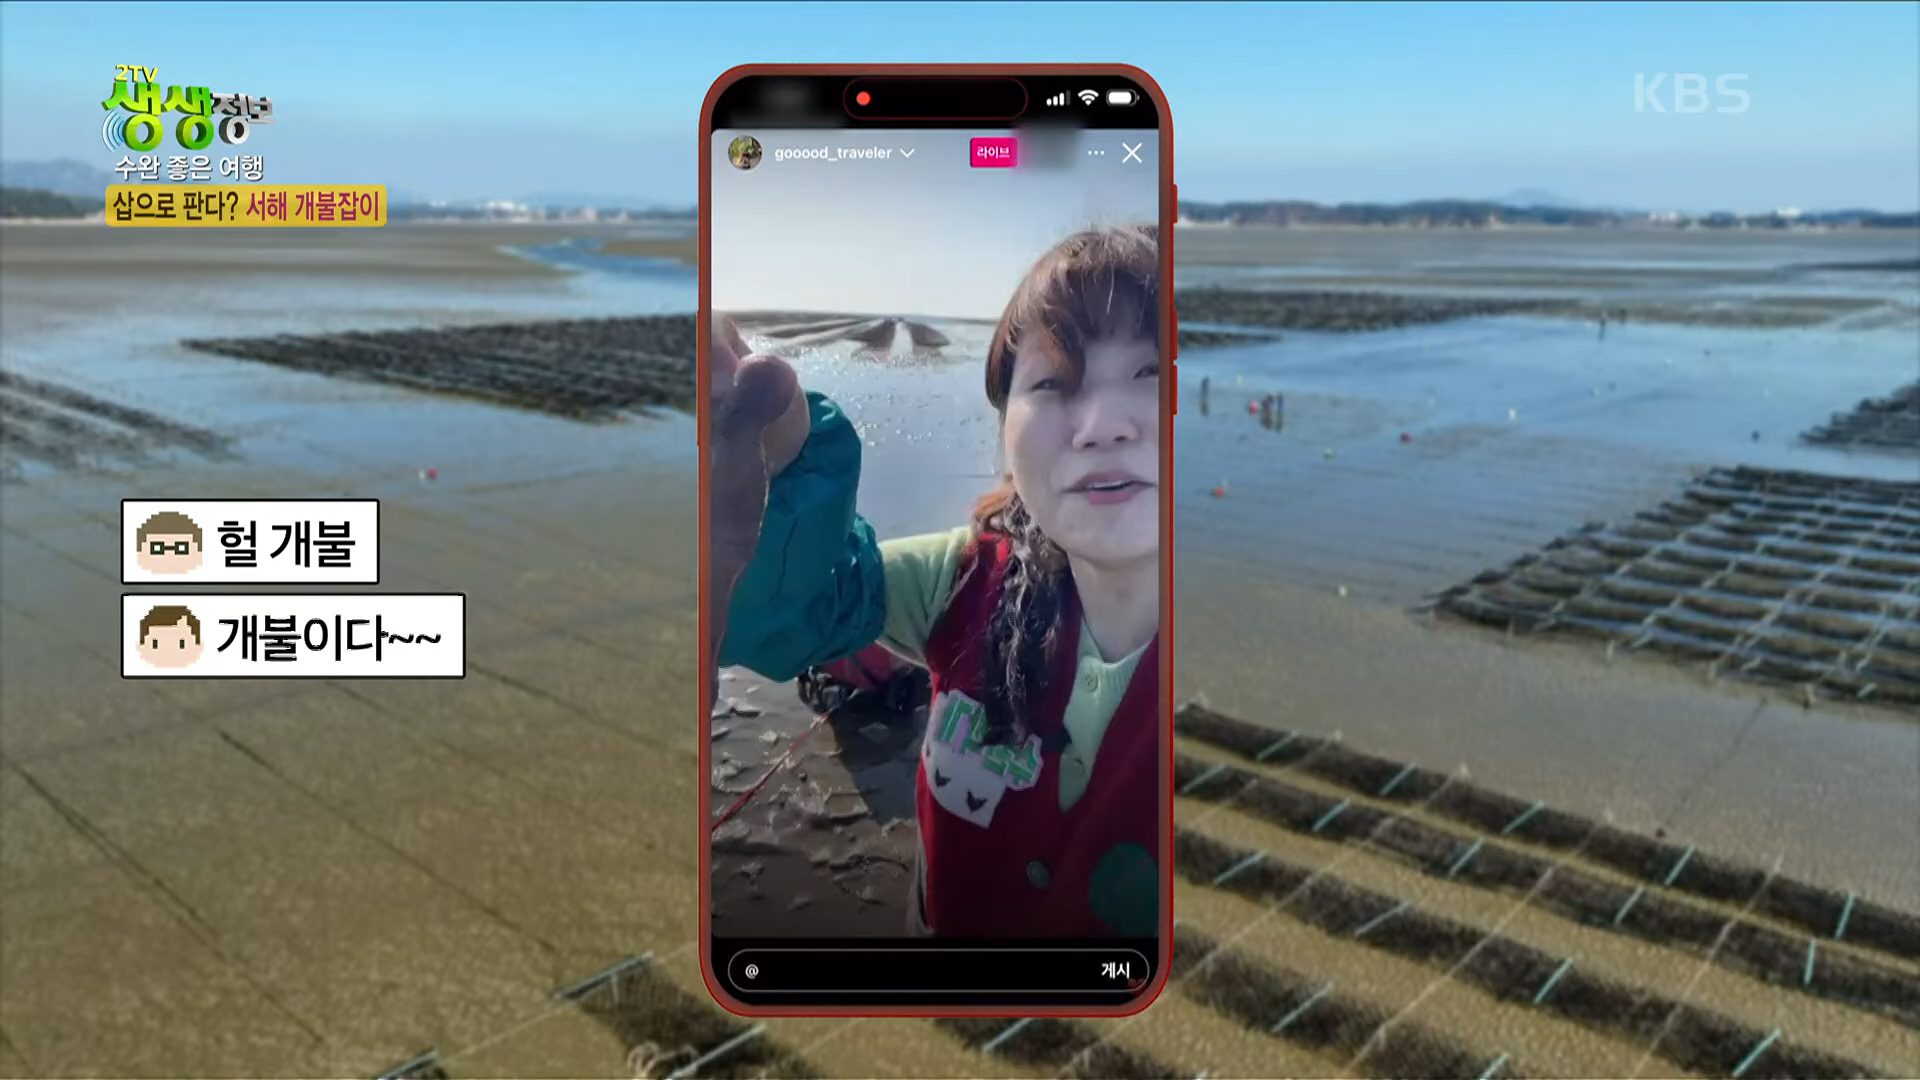 2TV
생생정보
수완 좋은 여행
삽으로 판다? 서해 개불잡이
KBS
gooood_traveler
라이브
헐 개불
개불이다~~
@
게시